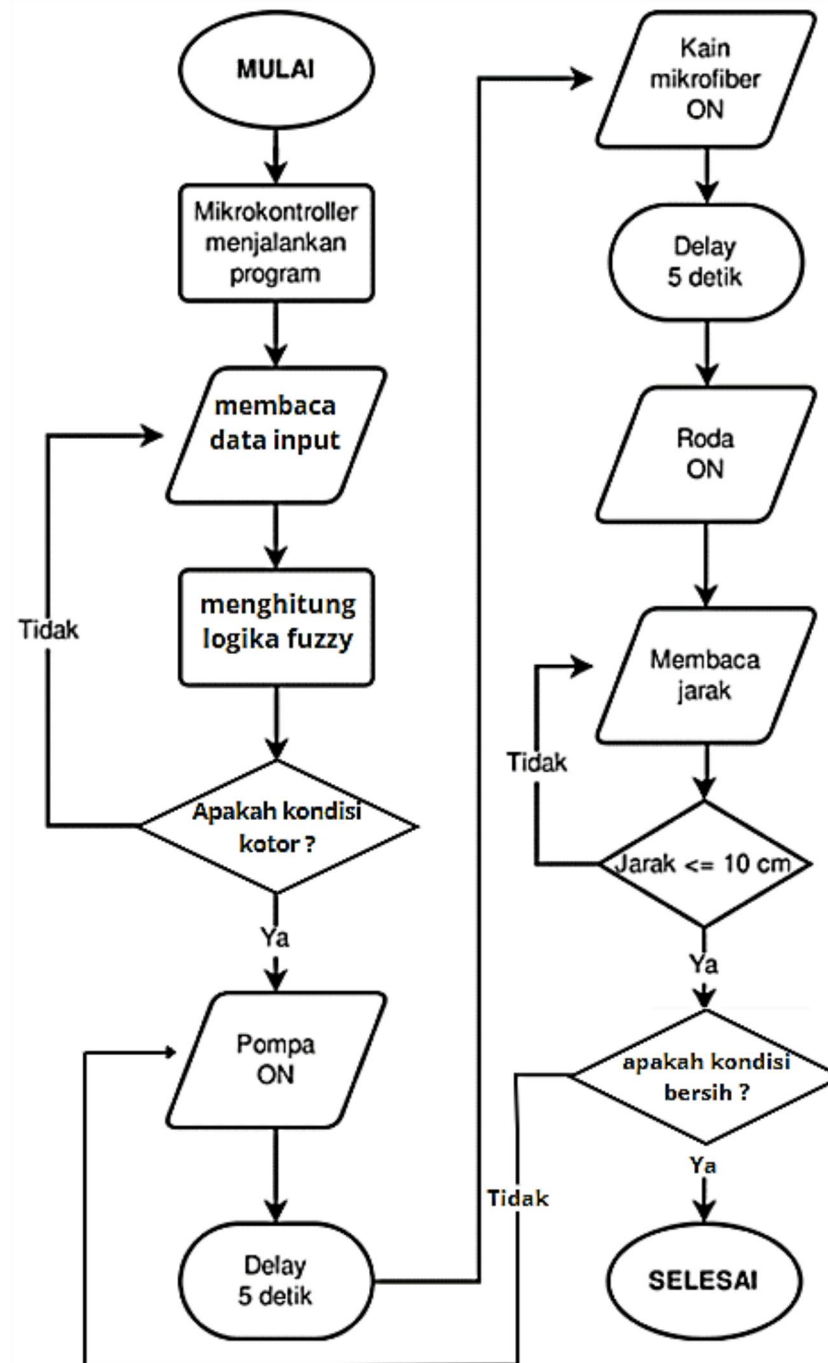 MULAI
Mikrokontroller
menjalankan
program
membaca
data input
menghitung
logika fuzzy
Tidak
Apakah kondisi
kotor ?
Ya
Pompa
ON
Delay
5 detik
Kain
mikrofiber
ON
Delay
5 detik
Roda
ON
Membaca
jarak
Tidak
Jarak <= 10 cm
Ya
apakah kondisi
bersih ?
Tidak
Ya
SELESAI